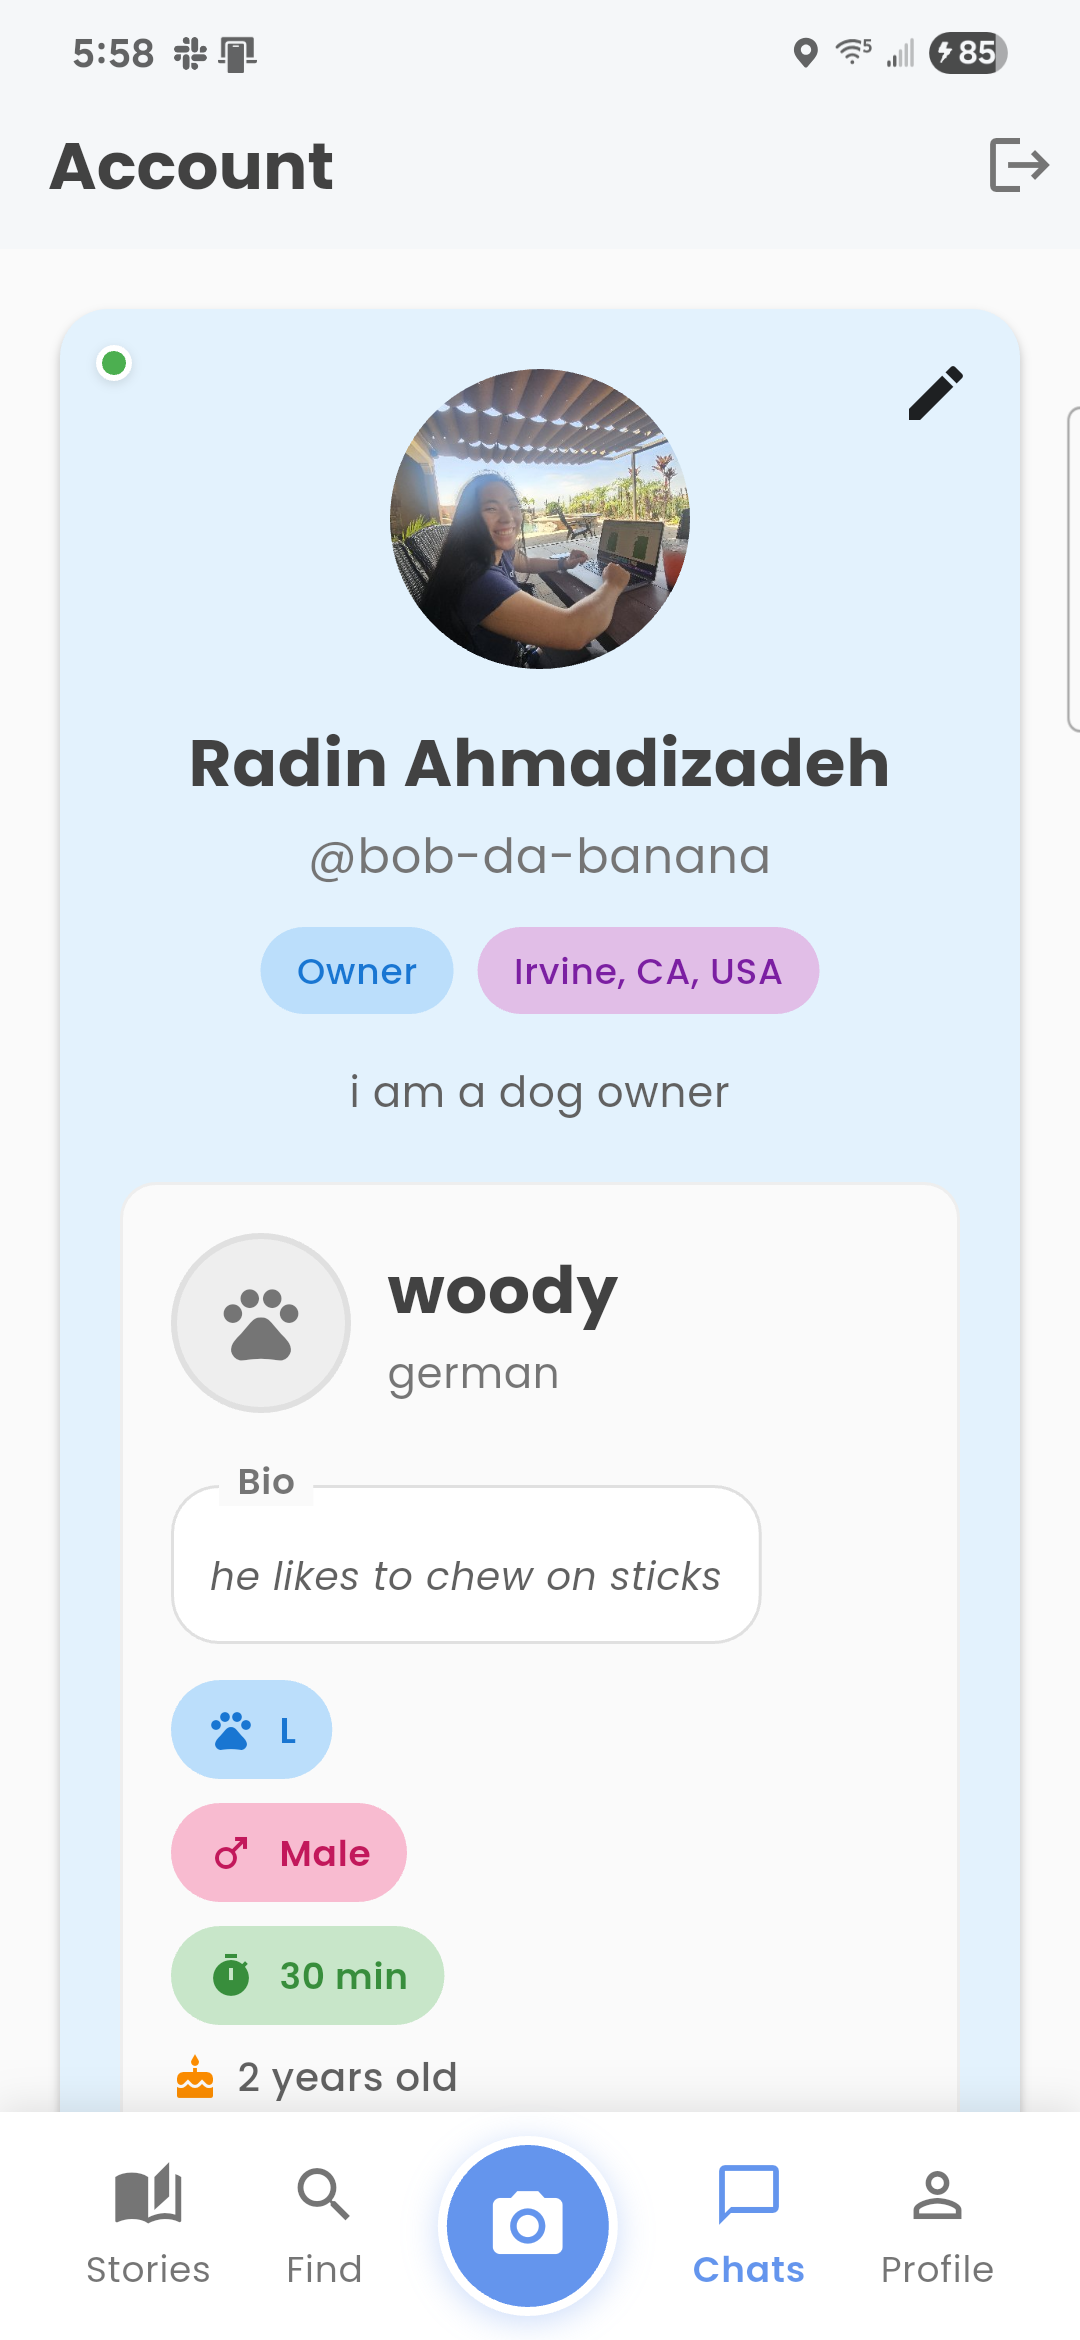 5:58
5
85
Account
Radin Ahmadizadeh
@bob-da-banana
Owner
Irvine, CA, USA
i am a dog owner
woody
german
Bio
he likes to chew on sticks
L
Male
30 min
2 years old
Stories
Find
Chats
Profile